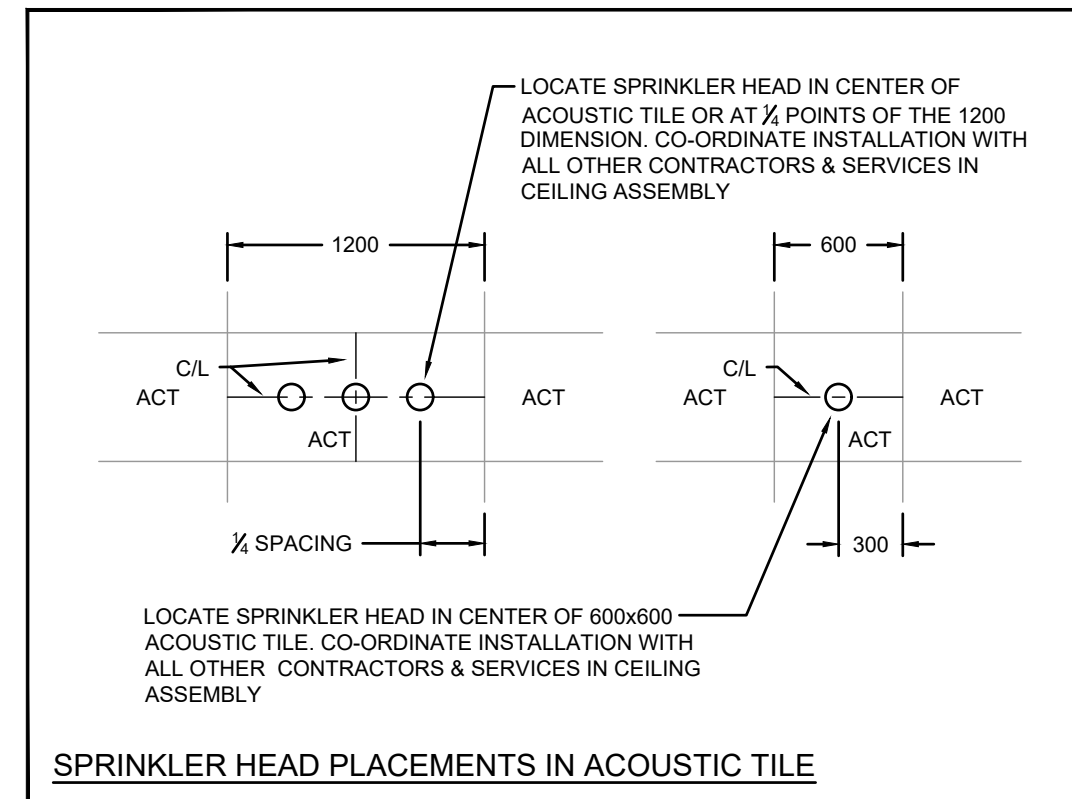 LOCATE SPRINKLER HEAD IN CENTER OF
ACOUSTIC TILE OR AT ¼ POINTS OF THE 1200
DIMENSION. CO-ORDINATE INSTALLATION WITH
ALL OTHER CONTRACTORS & SERVICES IN
CEILING ASSEMBLY
1200
600
C/L
C/L
ACT
ACT
ACT
ACT
ACT
ACT
¼ SPACING
300
LOCATE SPRINKLER HEAD IN CENTER OF 600x600
ACOUSTIC TILE. CO-ORDINATE INSTALLATION WITH
ALL OTHER CONTRACTORS & SERVICES IN CEILING
ASSEMBLY
SPRINKLER HEAD PLACEMENTS IN ACOUSTIC TILE